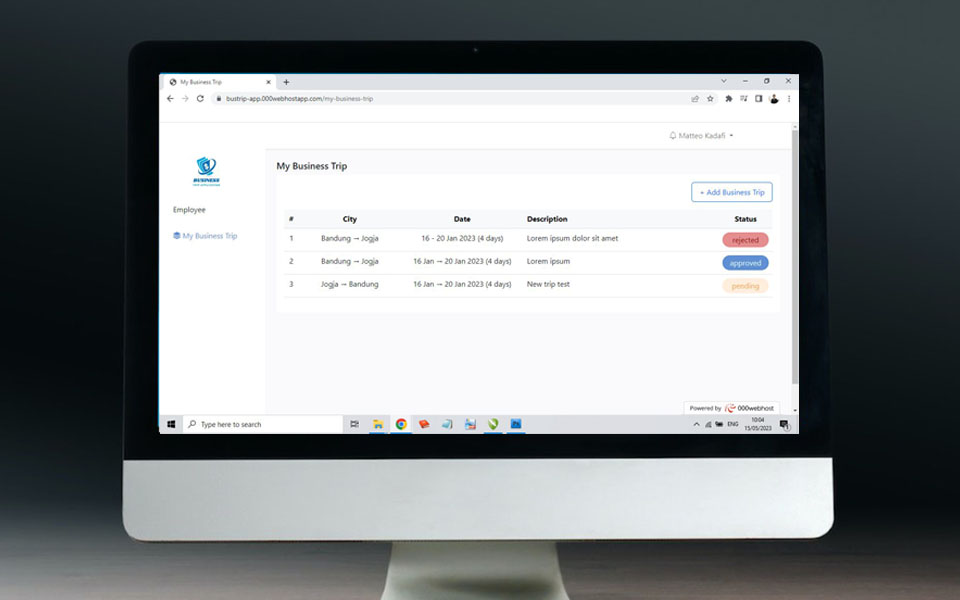 My Business Trip
bustrip-app.000webhostapp.com/my-business-trip
Matteo Kadafi
BUSINESS
My Business Trip
+ Add Business Trip
Employee
My Business Trip
# City Date Description Status
1 Bandung → Jogja 16 - 20 Jan 2023 (4 days) Lorem ipsum dolor sit amet rejected
2 Bandung → Jogja 16 Jan → 20 Jan 2023 (4 days) Lorem ipsum approved
3 Jogja → Bandung 16 Jan → 20 Jan 2023 (4 days) New trip test pending
Powered by 000webhost
Type here to search
ENG
10:04
15/05/2023